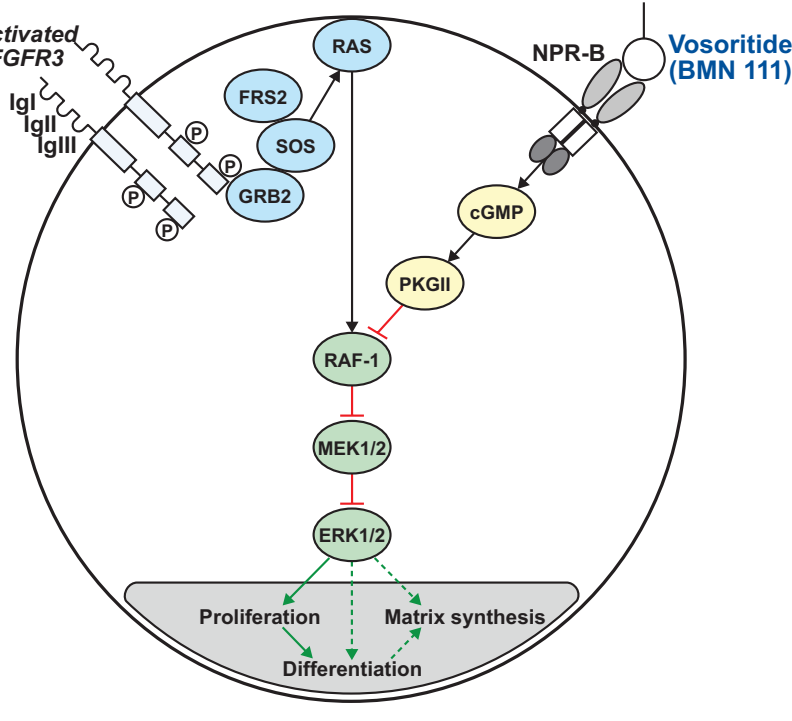 ctivated
FGFR3
IgI
IgII
IgIII
P
P
P
P
RAS
FRS2
SOS
GRB2
NPR-B
Vosoritide
(BMN 111)
cGMP
PKGII
RAF-1
MEK1/2
ERK1/2
Proliferation
Matrix synthesis
Differentiation